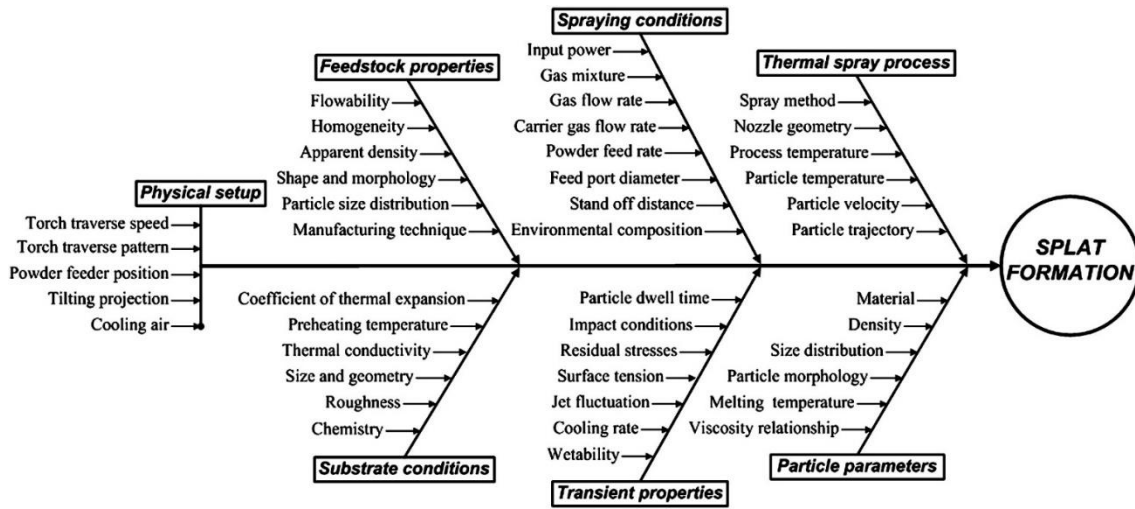 Spraying conditions
Input power
Gas mixture
Gas flow rate
Carrier gas flow rate
Powder feed rate
Feed port diameter
Stand off distance
Environmental composition
Feedstock properties
Flowability
Homogeneity
Apparent density
Shape and morphology
Particle size distribution
Manufacturing technique
Thermal spray process
Spray method
Nozzle geometry
Process temperature
Particle temperature
Particle velocity
Particle trajectory
Physical setup
Torch traverse speed
Torch traverse pattern
Powder feeder position
Tilting projection
Cooling air
SPLAT
FORMATION
Coefficient of thermal expansion
Preheating temperature
Thermal conductivity
Size and geometry
Roughness
Chemistry
Substrate conditions
Particle dwell time
Impact conditions
Residual stresses
Surface tension
Jet fluctuation
Cooling rate
Wetability
Transient properties
Material
Density
Size distribution
Particle morphology
Melting temperature
Viscosity relationship
Particle parameters